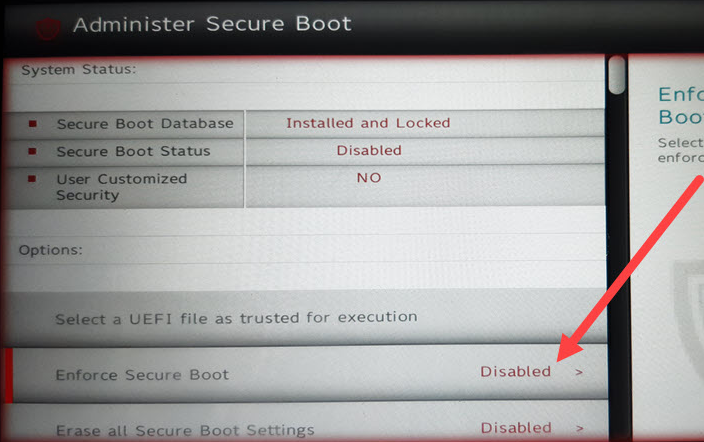 Administer Secure Boot
System Status:
Secure Boot Database Installed and Locked
Secure Boot Status Disabled
User Customized NO
Security
Options:
Select a UEFI file as trusted for execution
Enforce Secure Boot Disabled >
Erase all Secure Boot Settings Disabled >
Enfo
Boo
Select
enforc